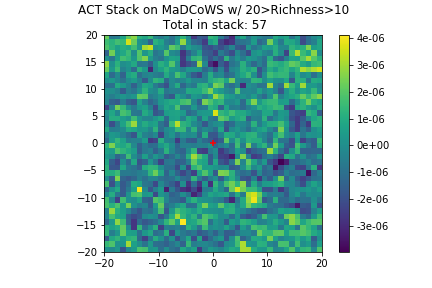 ACT Stack on MaDCoWS w/ 20>Richness>10
Total in stack: 57
20
15
10
5
0
−5
−10
−15
−20
−20
−10
0
10
20
4e-06
3e-06
2e-06
1e-06
0e+00
-1e-06
-2e-06
-3e-06